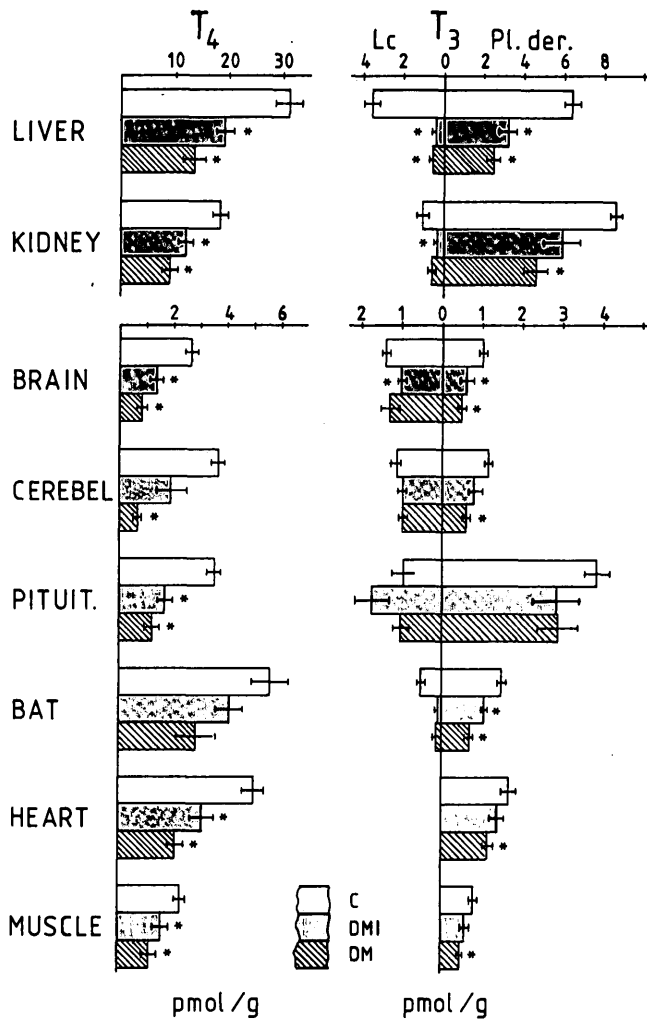 T4
Lc T3 Pl. der.
10 20 30
4 2 0 2 4 6 8
LIVER
* *
* * *
KIDNEY
* *
* *
2 4 6
2 1 0 1 2 3 4
BRAIN
* * *
* *
CEREBEL
* *
PITUIT.
*
*
BAT
*
*
HEART
*
* *
MUSCLE
*
* *
C
DMI
DM
pmol/g pmol/g